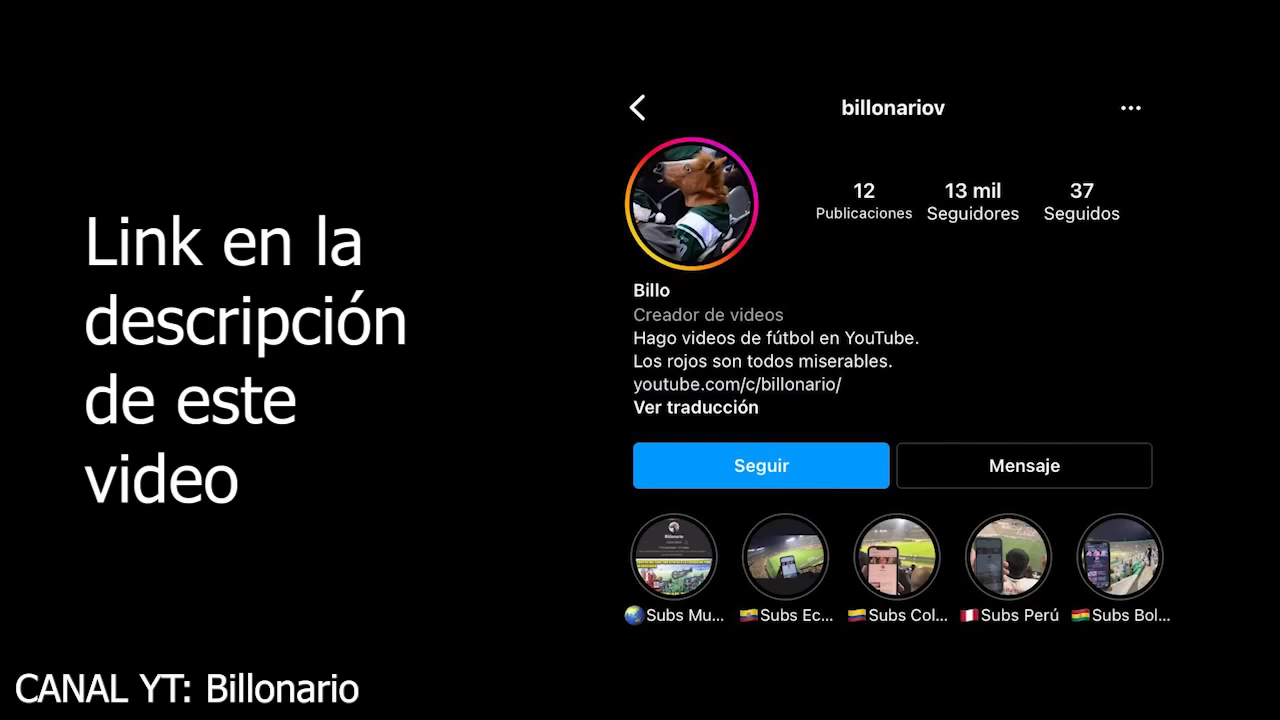 Link en la
descripción
de este
video
billonariov
12 13 mil 37
Publicaciones Seguidores Seguidos
Billo
Creador de videos
Hago videos de fútbol en YouTube.
Los rojos son todos miserables.
youtube.com/c/billonario/
Ver traducción
Seguir Mensaje
Subs Mu... Subs Ec... Subs Col... Subs Perú Subs Bol...
CANAL YT: Billonario